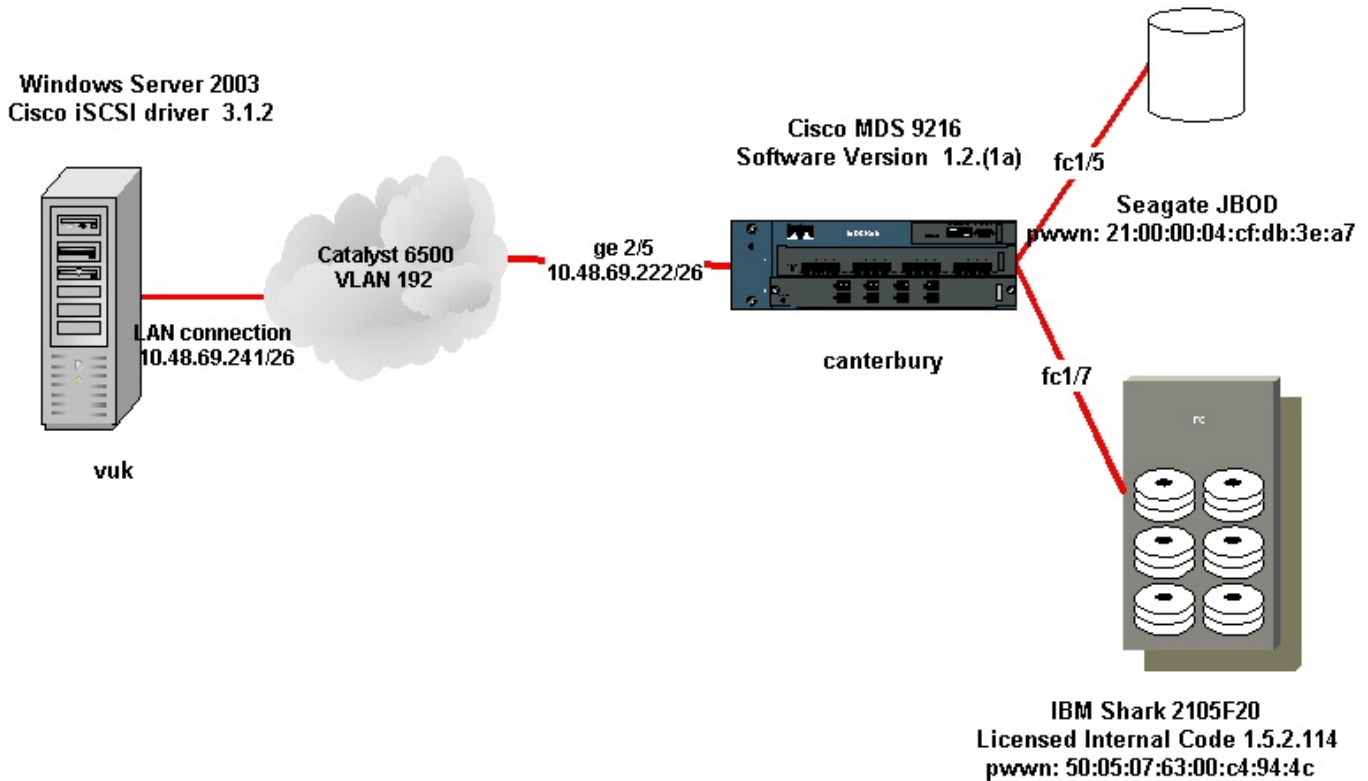 Windows Server 2003
Cisco iSCSI driver 3.1.2
Cisco MDS 9216
Software Version 1.2.(1a)
fc1/5
Seagate JBOD
pwwn: 21:00:00:04:cf:db:3e:a7
Catalyst 6500
VLAN 192
ge 2/5
10.48.69.222/26
LAN connection
10.48.69.241/26
canterbury
fc1/7
vuk
IBM Shark 2105F20
Licensed Internal Code 1.5.2.114
pwwn: 50:05:07:63:00:c4:94:4c